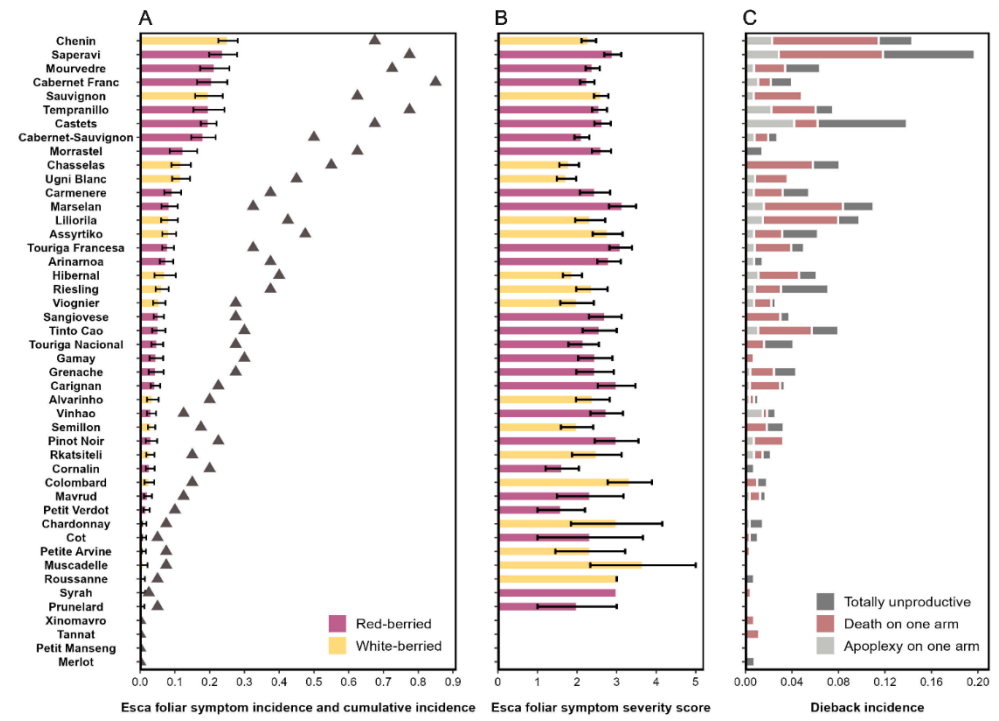 A
B
C
Chenin
Saperavi
Mourvedre
Cabernet Franc
Sauvignon
Tempranillo
Castets
Cabernet-Sauvignon
Morrastel
Chasselas
Ugni Blanc
Carmenere
Marselan
Liliorila
Assyrtiko
Touriga Francesa
Arinarnoa
Hibernal
Riesling
Viognier
Sangiovese
Tinto Cao
Touriga Nacional
Gamay
Grenache
Carignan
Alvarinho
Vinhao
Semillon
Pinot Noir
Rkatsiteli
Cornalin
Colombard
Mavrud
Petit Verdot
Chardonnay
Cot
Petite Arvine
Muscadelle
Roussanne
Syrah
Prunelard
Xinomavro
Tannat
Petit Manseng
Merlot
Red-berried
White-berried
Totally unproductive
Death on one arm
Apoplexy on one arm
0.0 0.1 0.2 0.3 0.4 0.5 0.6 0.7 0.8 0.9
0 1 2 3 4 5
0.00 0.04 0.08 0.12 0.16 0.20
Esca foliar symptom incidence and cumulative incidence
Esca foliar symptom severity score
Dieback incidence